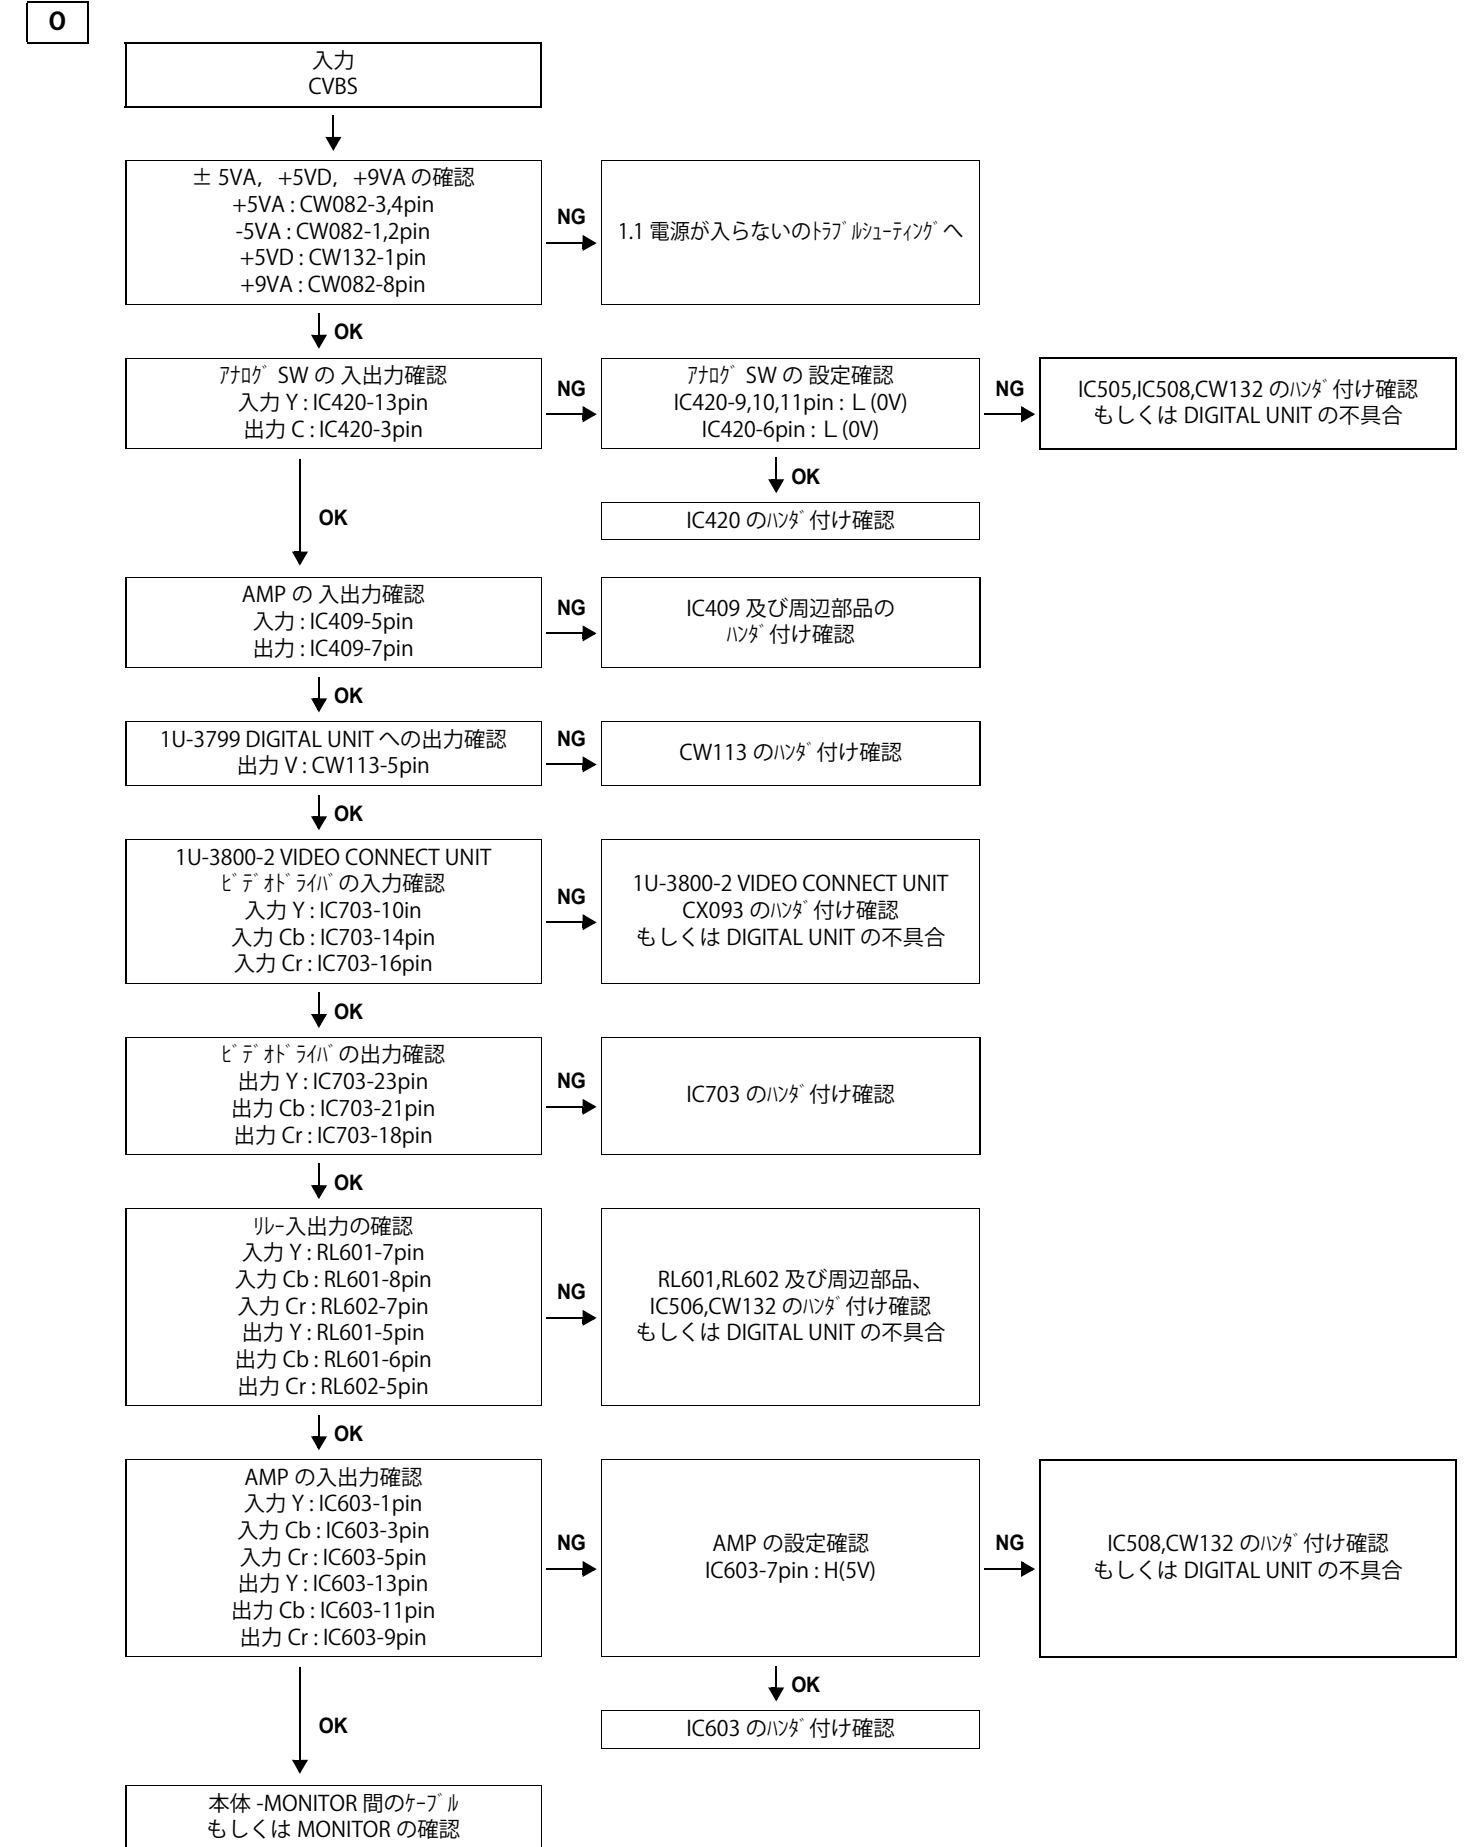 O
入力
CVBS
± 5VA, +5VD, +9VA の確認
+5VA : CW082-3,4pin
-5VA : CW082-1,2pin
+5VD : CW132-1pin
+9VA : CW082-8pin
NG
1.1 電源が入らないのﾄﾗﾌﾞﾙｼｭｰﾃｨﾝｸﾞへ
OK
ｱﾅﾛｸﾞ SW の 入出力確認
入力 Y : IC420-13pin
出力 C : IC420-3pin
NG
ｱﾅﾛｸﾞ SW の 設定確認
IC420-9,10,11pin : L (0V)
IC420-6pin : L (0V)
NG
IC505,IC508,CW132 のﾊﾝﾀﾞ付け確認
もしくは DIGITAL UNIT の不具合
OK
IC420 のﾊﾝﾀﾞ付け確認
OK
AMP の 入出力確認
入力 : IC409-5pin
出力 : IC409-7pin
NG
IC409 及び周辺部品の
ﾊﾝﾀﾞ付け確認
OK
1U-3799 DIGITAL UNIT への出力確認
出力 V : CW113-5pin
NG
CW113 のﾊﾝﾀﾞ付け確認
OK
1U-3800-2 VIDEO CONNECT UNIT
ﾋﾞﾃﾞｵﾄﾞﾗｲﾊﾞの入力確認
入力 Y : IC703-10in
入力 Cb : IC703-14pin
入力 Cr : IC703-16pin
NG
1U-3800-2 VIDEO CONNECT UNIT
CX093 のﾊﾝﾀﾞ付け確認
もしくは DIGITAL UNIT の不具合
OK
ﾋﾞﾃﾞｵﾄﾞﾗｲﾊﾞの出力確認
出力 Y : IC703-23pin
出力 Cb : IC703-21pin
出力 Cr : IC703-18pin
NG
IC703 のﾊﾝﾀﾞ付け確認
OK
ﾘﾚｰ入出力の確認
入力 Y : RL601-7pin
入力 Cb : RL601-8pin
入力 Cr : RL602-7pin
出力 Y : RL601-5pin
出力 Cb : RL601-6pin
出力 Cr : RL602-5pin
NG
RL601,RL602 及び周辺部品、
IC506,CW132 のﾊﾝﾀﾞ付け確認
もしくは DIGITAL UNIT の不具合
OK
AMP の入出力確認
入力 Y : IC603-1pin
入力 Cb : IC603-3pin
入力 Cr : IC603-5pin
出力 Y : IC603-13pin
出力 Cb : IC603-11pin
出力 Cr : IC603-9pin
NG
AMP の設定確認
IC603-7pin : H(5V)
NG
IC508,CW132 のﾊﾝﾀﾞ付け確認
もしくは DIGITAL UNIT の不具合
OK
IC603 のﾊﾝﾀﾞ付け確認
OK
本体 -MONITOR 間のｹｰﾌﾞﾙ
もしくは MONITOR の確認